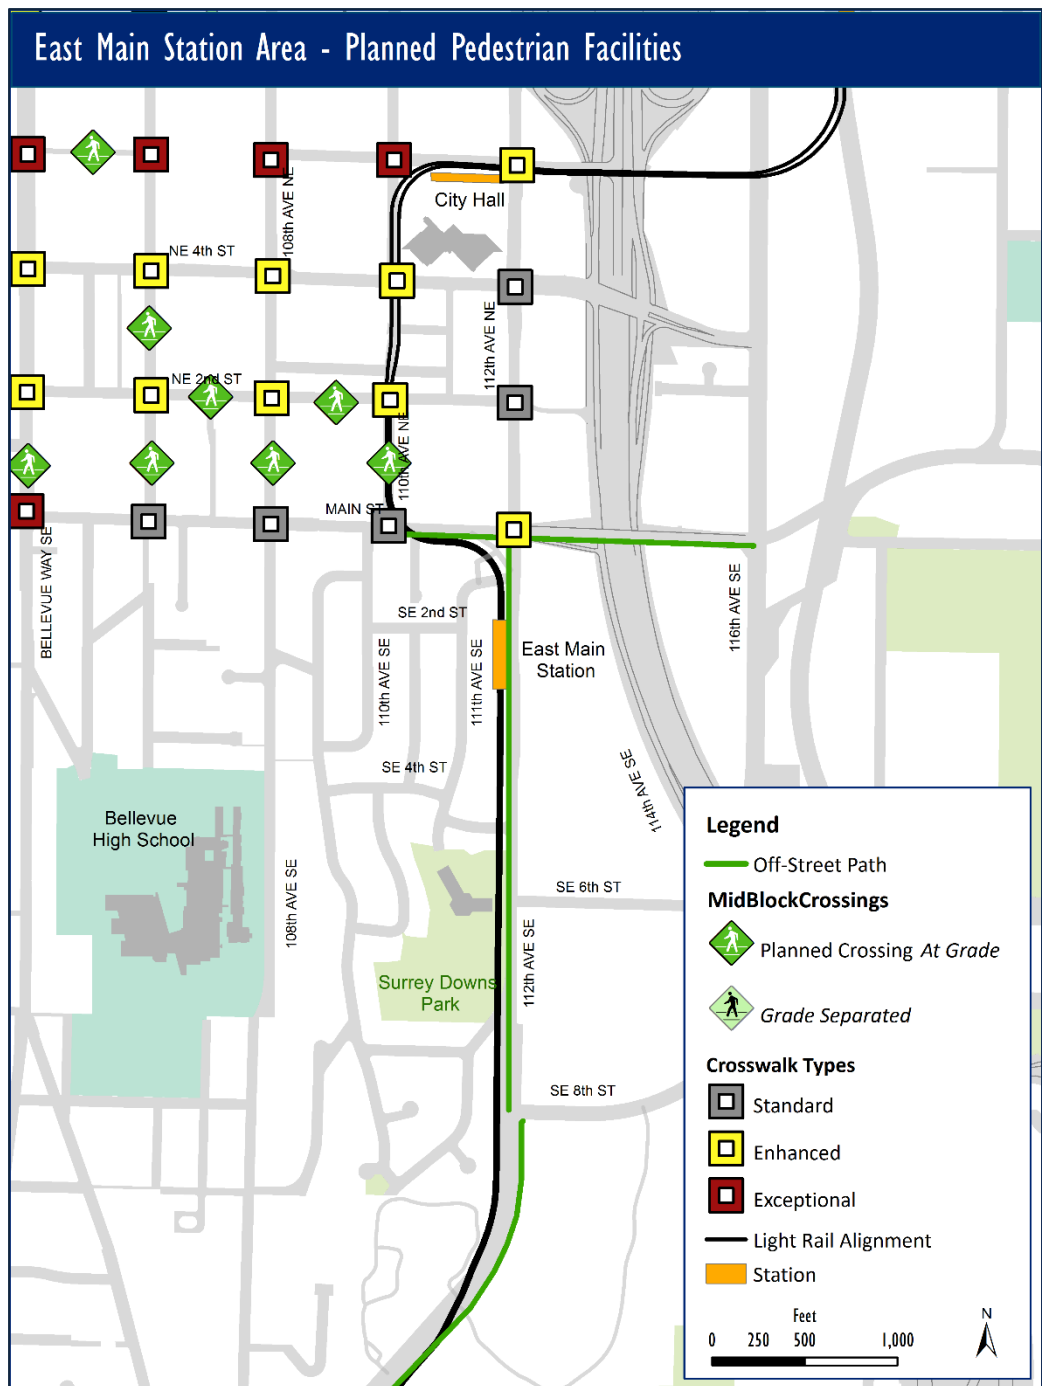 East Main Station Area - Planned Pedestrian Facilities
108th AVE NE
City Hall
NE 4th ST
112th AVE NE
NE 2nd ST
110th AVE NE
MAIN ST
BELLEVUE WAY SE
116th AVE SE
SE 2nd ST
110th AVE SE
111th AVE SE
East Main
Station
SE 4th ST
114th AVE SE
Bellevue
High School
108th AVE SE
SE 6th ST
112th AVE SE
Surrey Downs
Park
SE 8th ST
Legend
Off-Street Path
MidBlockCrossings
Planned Crossing At Grade
Grade Separated
Crosswalk Types
Standard
Enhanced
Exceptional
Light Rail Alignment
Station
Feet
0 250 500 1,000
N